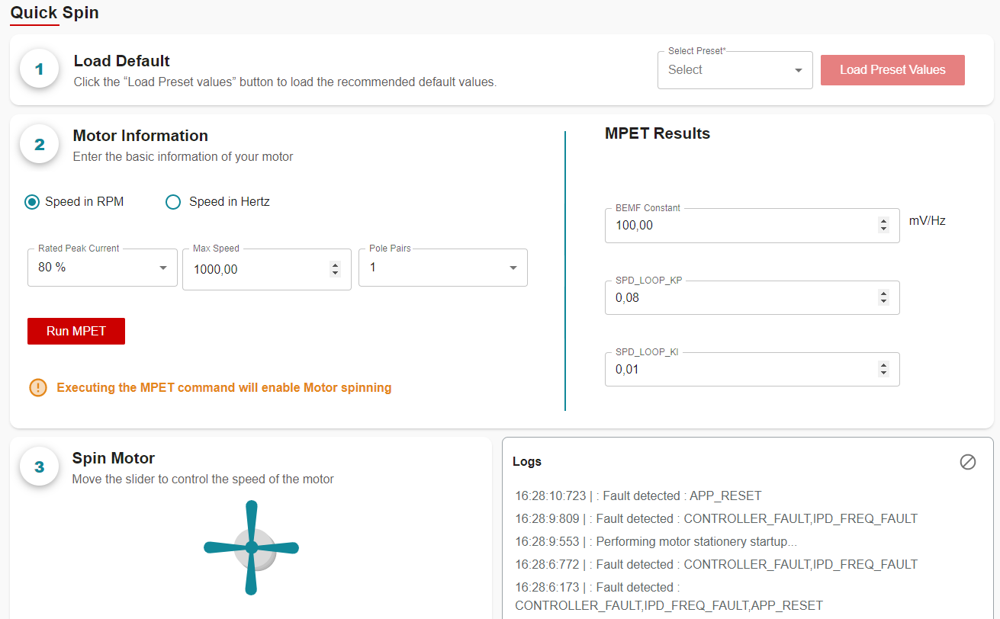 Quick Spin
1
Load Default
Click the “Load Preset values” button to load the recommended default values.
Select Preset*
Select
Load Preset Values
2
Motor Information
Enter the basic information of your motor
Speed in RPM
Speed in Hertz
Rated Peak Current
80 %
Max Speed
1000,00
Pole Pairs
1
Run MPET
Executing the MPET command will enable Motor spinning
MPET Results
BEMF Constant
100,00
mV/Hz
SPD_LOOP_KP
0,08
SPD_LOOP_KI
0,01
3
Spin Motor
Move the slider to control the speed of the motor
Logs
16:28:10:723 | : Fault detected : APP_RESET
16:28:9:809 | : Fault detected : CONTROLLER_FAULT,IPD_FREQ_FAULT
16:28:9:553 | : Performing motor stationery startup...
16:28:6:772 | : Fault detected : CONTROLLER_FAULT,IPD_FREQ_FAULT
16:28:6:173 | : Fault detected :
CONTROLLER_FAULT,IPD_FREQ_FAULT,APP_RESET